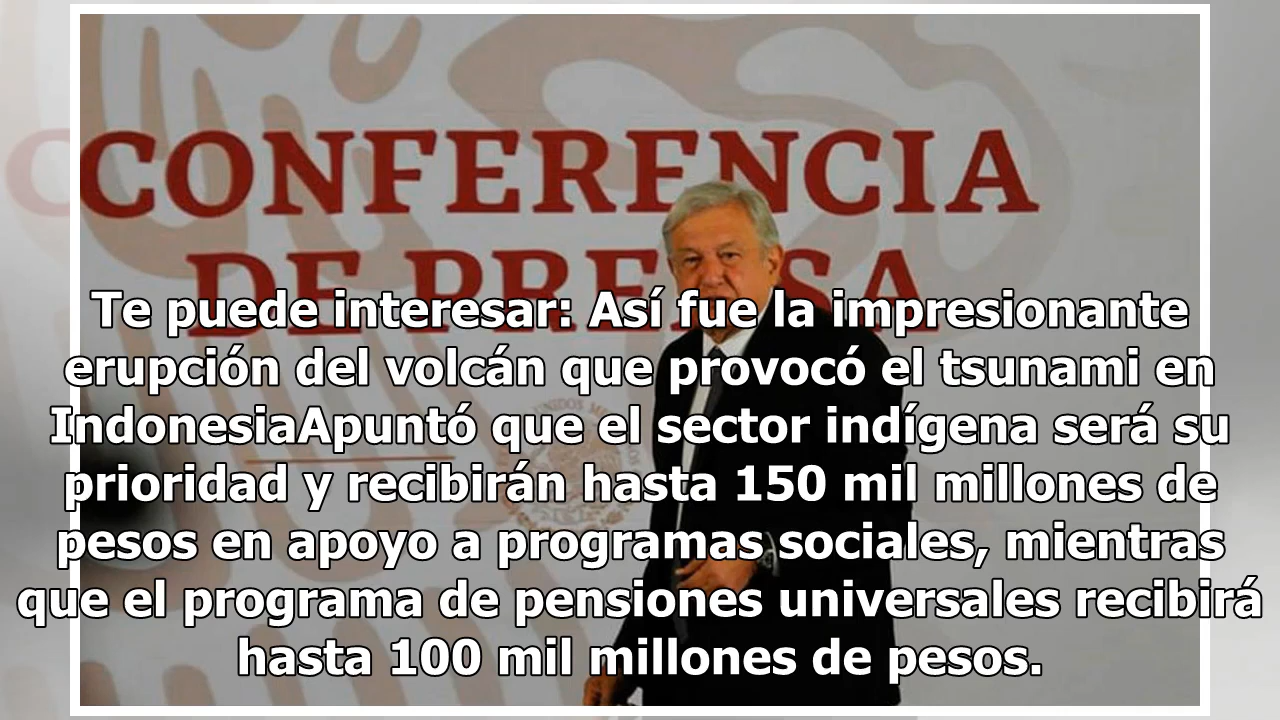 CONFERENCIA
DE PRENSA
Te puede interesar: Así fue la impresionante
erupción del volcán que provocó el tsunami en
IndonesiaApuntó que el sector indígena será su
prioridad y recibirán hasta 150 mil millones de
pesos en apoyo a programas sociales, mientras
que el programa de pensiones universales recibirá
hasta 100 mil millones de pesos.